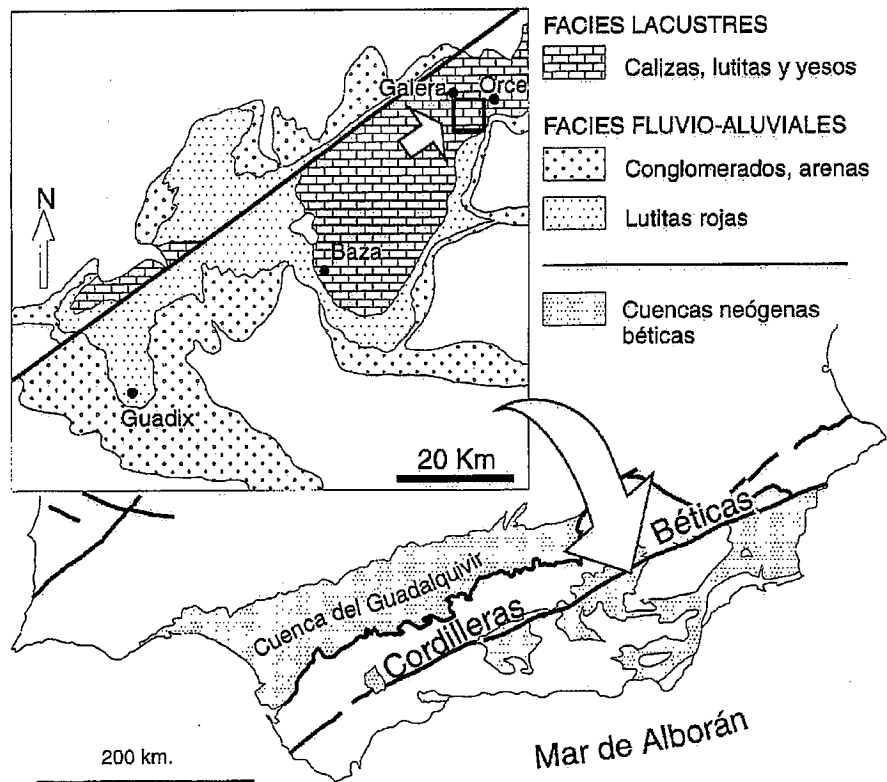 FACIES LACUSTRES
Calizas, lutitas y yesos
FACIES FLUVIO-ALUVIALES
Conglomerados, arenas
Lutitas rojas
Cuencas neógenas
béticas
Galera
Orce
N
Baza
Guadix
20 Km
Cuenca del Guadalquivir
Cordilleras Béticas
Mar de Alborán
200 km.